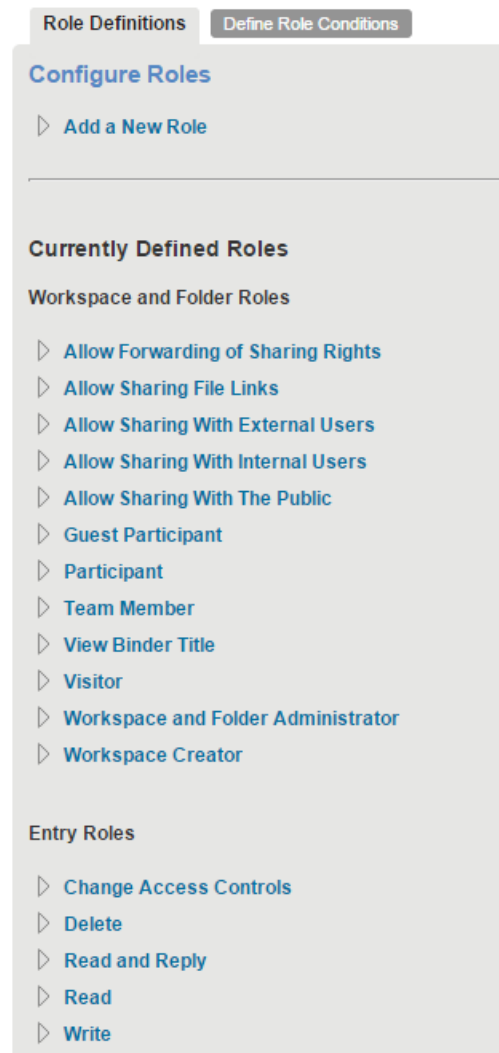 Role Definitions Define Role Conditions
Configure Roles
Add a New Role
Currently Defined Roles
Workspace and Folder Roles
Allow Forwarding of Sharing Rights
Allow Sharing File Links
Allow Sharing With External Users
Allow Sharing With Internal Users
Allow Sharing With The Public
Guest Participant
Participant
Team Member
View Binder Title
Visitor
Workspace and Folder Administrator
Workspace Creator
Entry Roles
Change Access Controls
Delete
Read and Reply
Read
Write